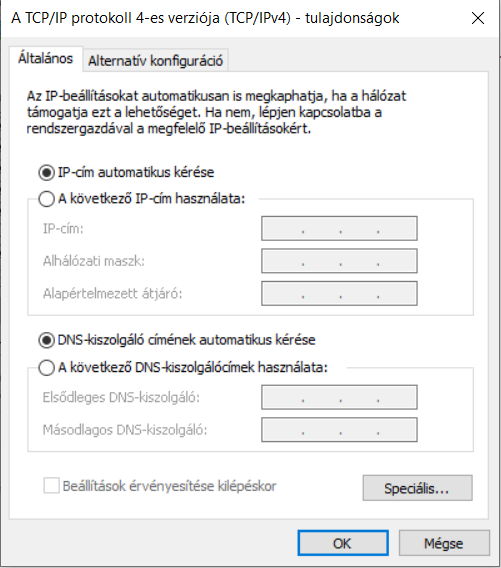 A TCP/IP protokoll 4-es verziója (TCP/IPv4) - tulajdonságok
Általános
Alternatív konfiguráció
Az IP-beállításokat automatikusan is megkaphatja, ha a hálózat
támogatja ezt a lehetőséget. Ha nem, lépjen kapcsolatba a
rendszergazdával a megfelelő IP-beállításokért.
IP-cím automatikus kérése
A következő IP-cím használata:
IP-cím:
Alhálózati maszk:
Alapértelmezett átjáró:
DNS-kiszolgáló címének automatikus kérése
A következő DNS-kiszolgálócímek használata:
Elsődleges DNS-kiszolgáló:
Másodlagos DNS-kiszolgáló:
Beállítások érvényesítése kilépéskor
Speciális...
OK
Mégse